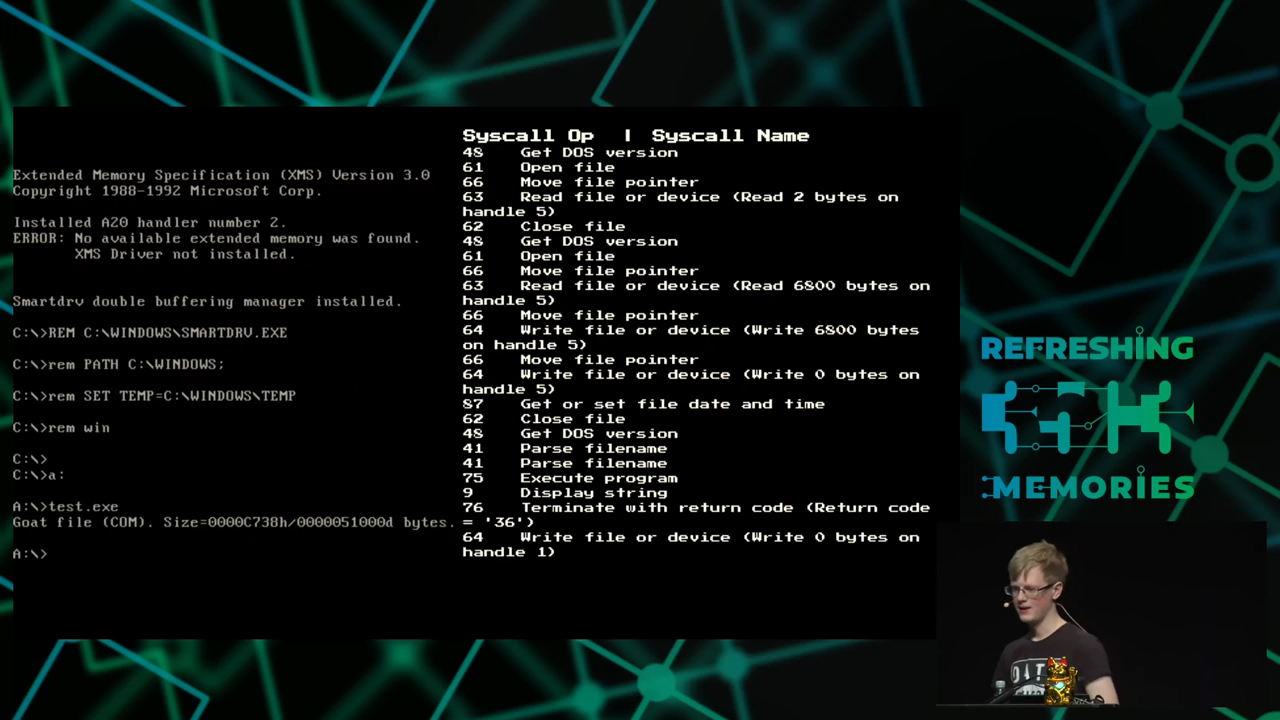 Extended Memory Specification (XMS) Version 3.0
Copyright 1988-1992 Microsoft Corp.
Installed A20 handler number 2.
ERROR: No available extended memory was found.
XMS Driver not installed.
Smartdrv double buffering manager installed.
C:\>REM C:\WINDOWS\SMARTDRV.EXE
C:\>rem PATH C:\WINDOWS;
C:\>rem SET TEMP=C:\WINDOWS\TEMP
C:\>rem win
C:\>
C:\>a:
A:\>test.exe
Goat file (COM). Size=0000C738h/0000051000d bytes.
A:\>
Syscall Op | Syscall Name
48 Get DOS version
61 Open file
66 Move file pointer
63 Read file or device (Read 2 bytes on
handle 5)
62 Close file
48 Get DOS version
61 Open file
66 Move file pointer
63 Read file or device (Read 6800 bytes on
handle 5)
66 Move file pointer
64 Write file or device (Write 6800 bytes
on handle 5)
66 Move file pointer
64 Write file or device (Write 0 bytes on
handle 5)
87 Get or set file date and time
62 Close file
48 Get DOS version
41 Parse filename
41 Parse filename
75 Execute program
9 Display string
76 Terminate with return code (Return code
= '36')
64 Write file or device (Write 0 bytes on
handle 1)
REFRESHING
35C3
MEMORIES